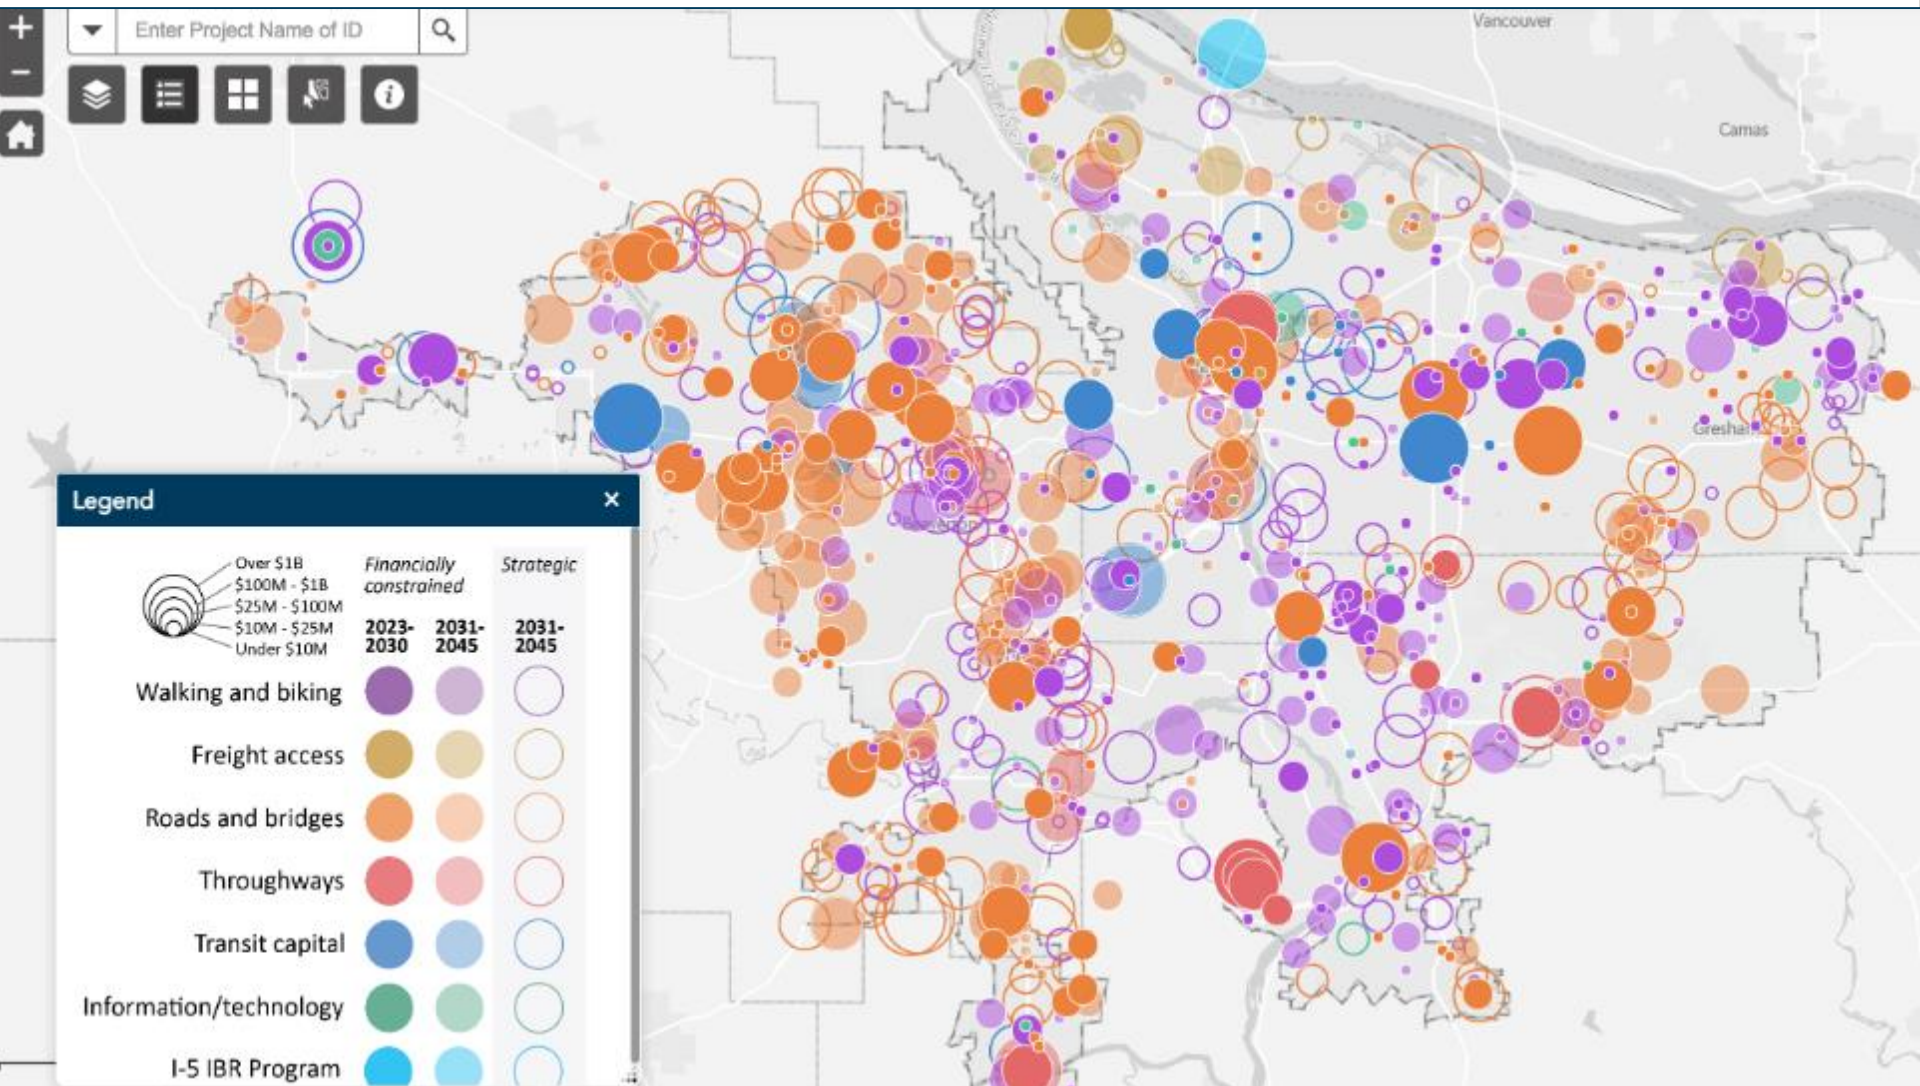 +
Enter Project Name of ID
−
Vancouver
Camas
Legend
×
Over $1B
$100M - $1B
$25M - $100M
$10M - $25M
Under $10M
Financially
constrained
Strategic
2023-
2030
2031-
2045
2031-
2045
Walking and biking
Freight access
Roads and bridges
Throughways
Transit capital
Information/technology
I-5 IBR Program